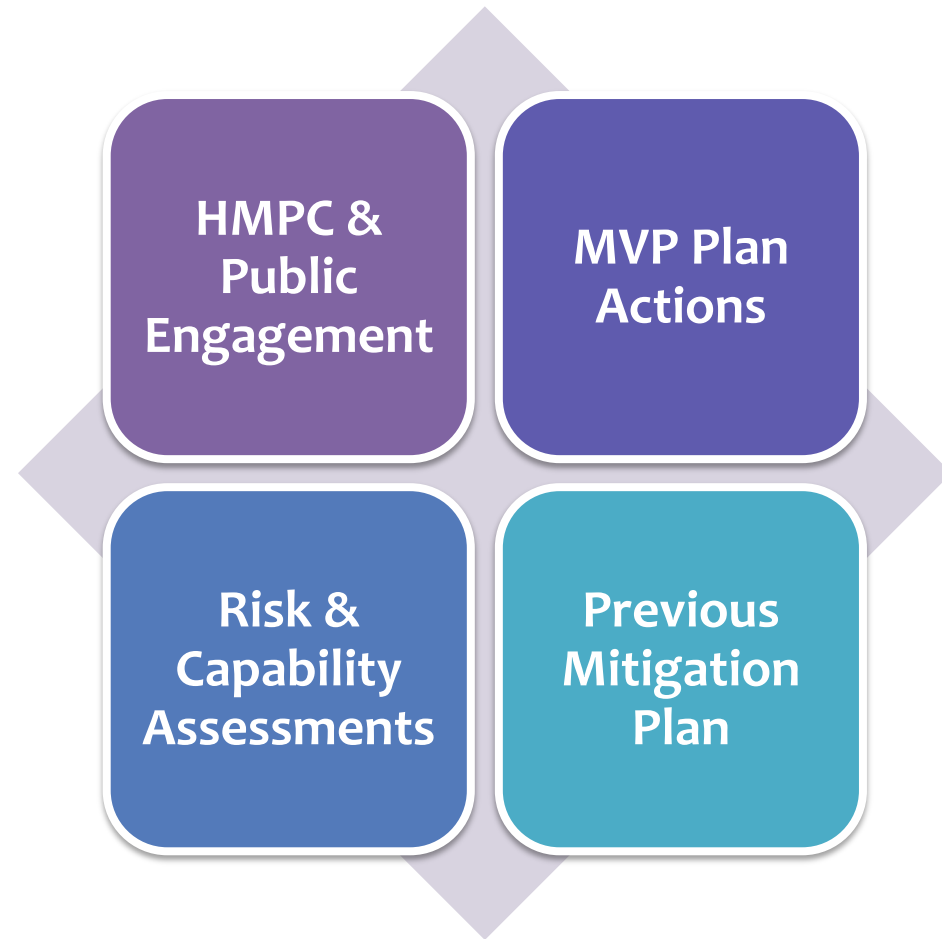 HMPC &
Public
Engagement
MVP Plan
Actions
Risk &
Capability
Assessments
Previous
Mitigation
Plan